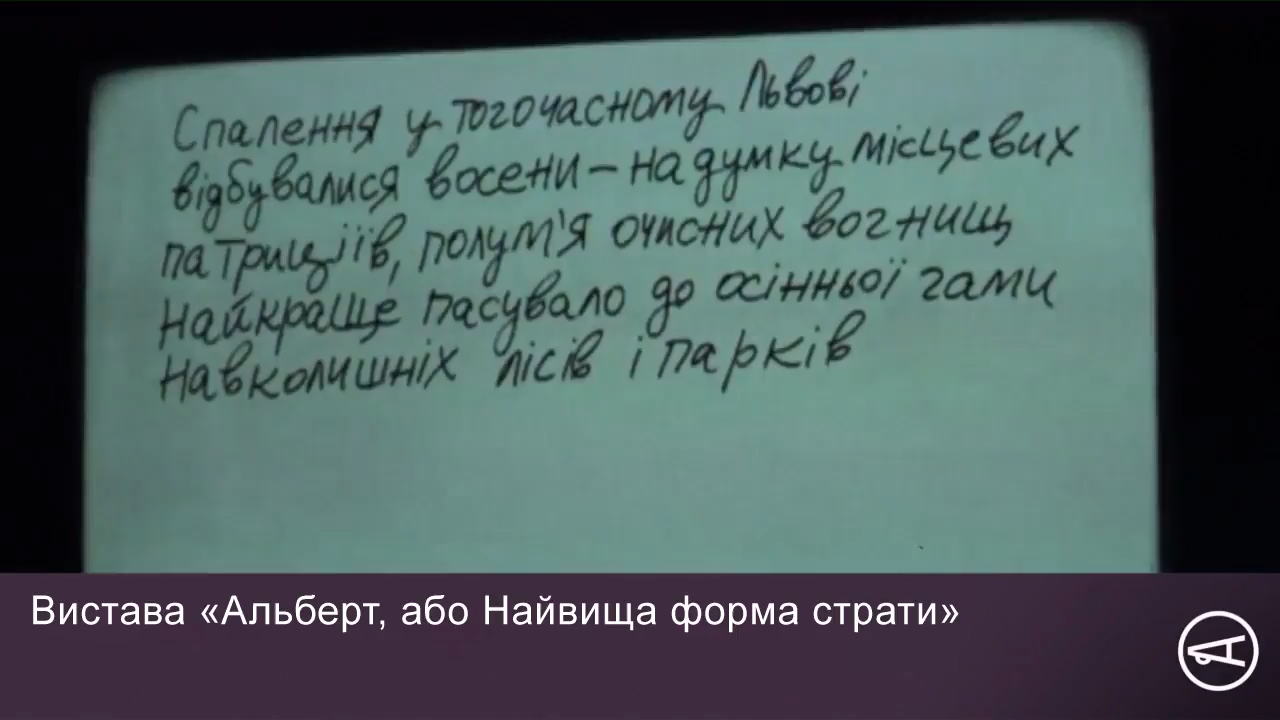 Спалення у тогочасному Львові
відбувалися восени – на думку місцевих
патриціїв, полум'я очисних вогнищ
найкраще пасувало до осінньої гами
навколишніх лісів і парків
Вистава «Альберт, або Найвища форма страти»